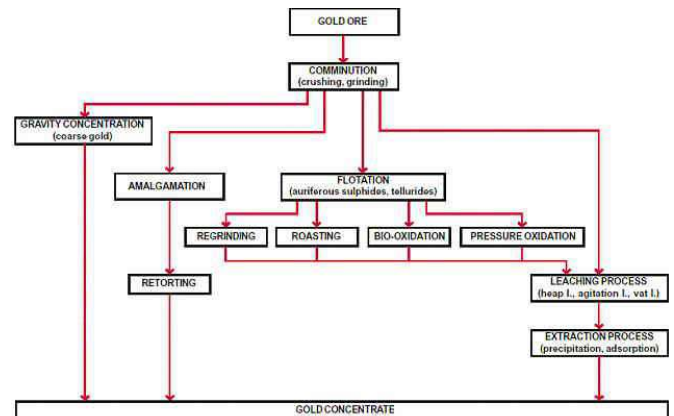 GOLD ORE
COMMINUTION
(crushing, grinding)
GRAVITY CONCENTRATION
(coarse gold)
AMALGAMATION
FLOTATION
(auriferous sulphides, tellurides)
REGRINDING
ROASTING
BIO-OXIDATION
PRESSURE OXIDATION
RETORTING
LEACHING PROCESS
(heap l., agitation l., vat l.)
EXTRACTION PROCESS
(precipitation, adsorption)
GOLD CONCENTRATE